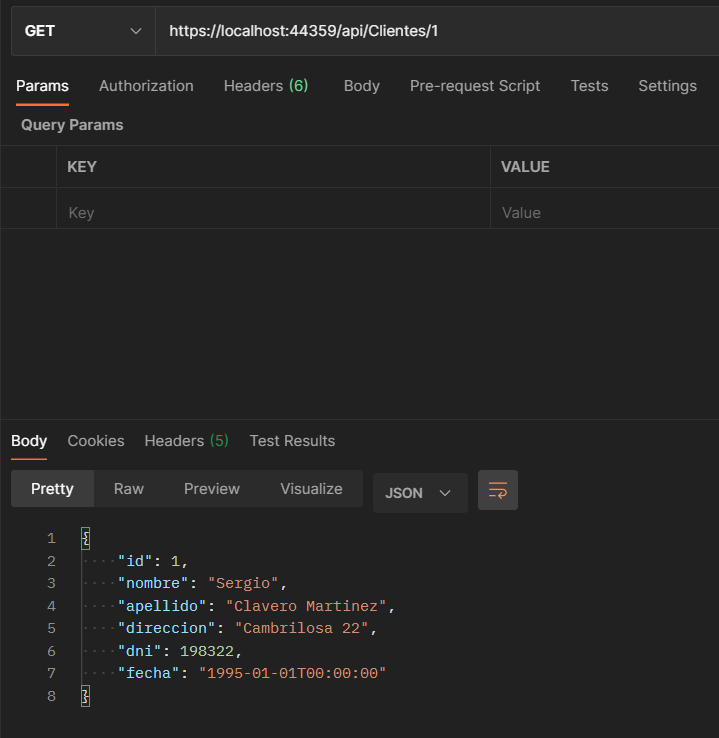 GET https://localhost:44359/api/Clientes/1
Params Authorization Headers (6) Body Pre-request Script Tests Settings
Query Params
KEY VALUE
Key Value
Body Cookies Headers (5) Test Results
Pretty Raw Preview Visualize JSON
1 {
2 "id": 1,
3 "nombre": "Sergio",
4 "apellido": "Clavero Martinez",
5 "direccion": "Cambrilosa 22",
6 "dni": 198322,
7 "fecha": "1995-01-01T00:00:00"
8 }